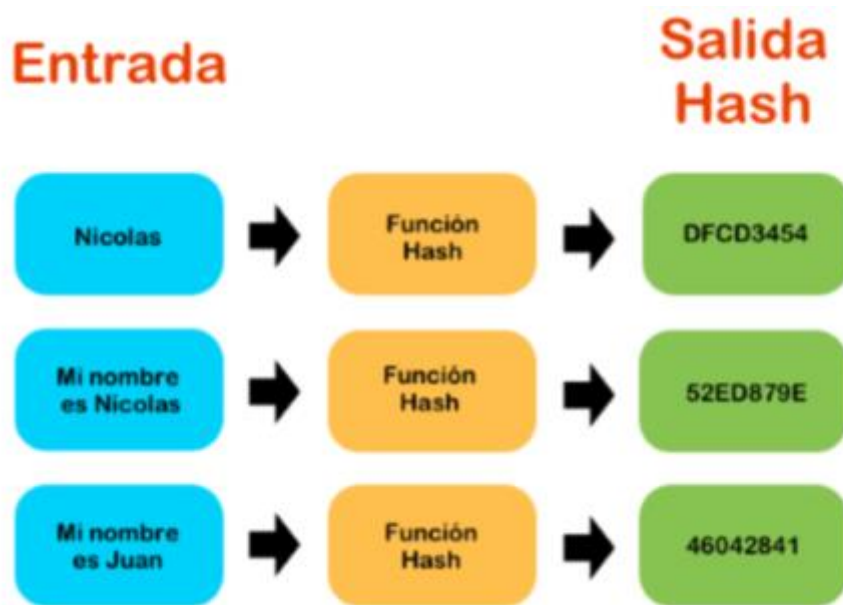 Entrada
Salida
Hash
Nicolas
Función
Hash
DFCD3454
Mi nombre
es Nicolas
Función
Hash
52ED879E
Mi nombre
es Juan
Función
Hash
46042841